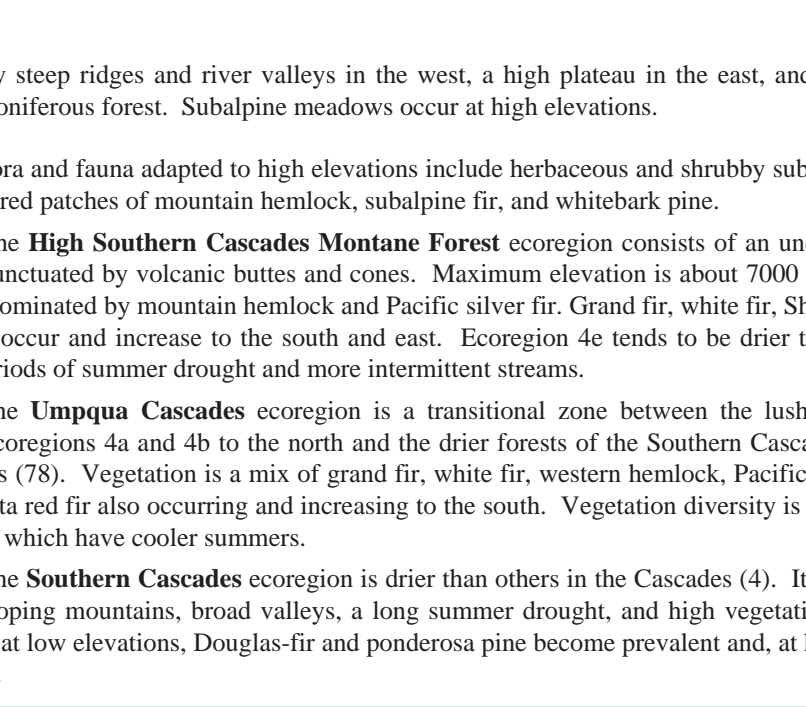 y steep ridges and river valleys in the west, a high plateau in the east, and
oniferous forest. Subalpine meadows occur at high elevations.
ora and fauna adapted to high elevations include herbaceous and shrubby sub
red patches of mountain hemlock, subalpine fir, and whitebark pine.
he High Southern Cascades Montane Forest ecoregion consists of an un
unctuated by volcanic buttes and cones. Maximum elevation is about 7000
ominated by mountain hemlock and Pacific silver fir. Grand fir, white fir, Sh
occur and increase to the south and east. Ecoregion 4e tends to be drier t
riods of summer drought and more intermittent streams.
he Umpqua Cascades ecoregion is a transitional zone between the lush
coregions 4a and 4b to the north and the drier forests of the Southern Casca
s (78). Vegetation is a mix of grand fir, white fir, western hemlock, Pacific
ta red fir also occurring and increasing to the south. Vegetation diversity is
which have cooler summers.
he Southern Cascades ecoregion is drier than others in the Cascades (4). It
oping mountains, broad valleys, a long summer drought, and high vegetati
at low elevations, Douglas-fir and ponderosa pine become prevalent and, at